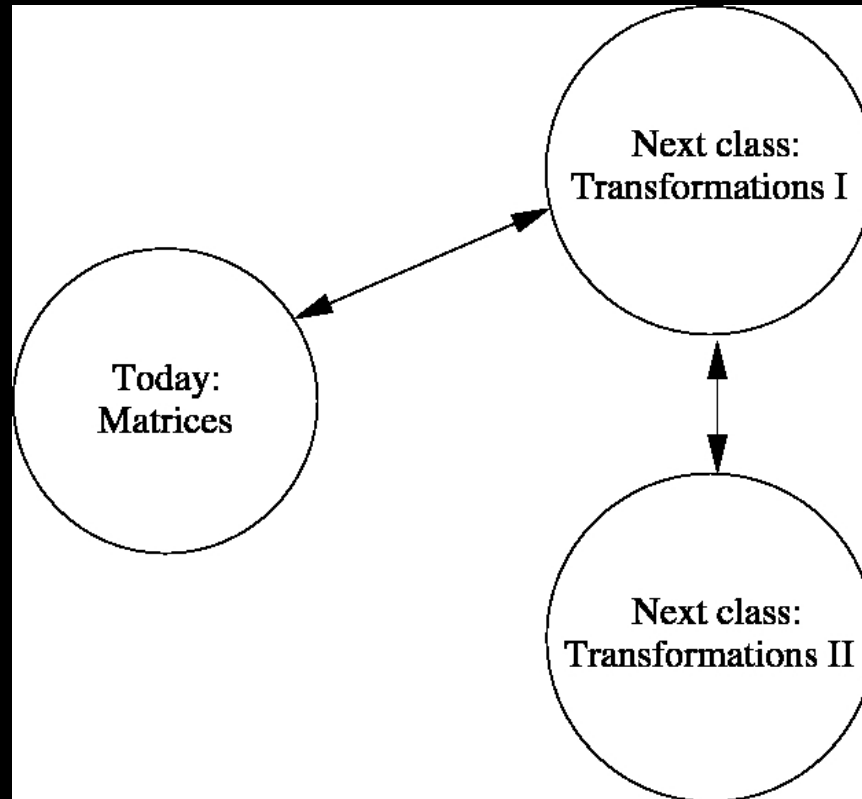 Next class:
Transformations I
Today:
Matrices
Next class:
Transformations II